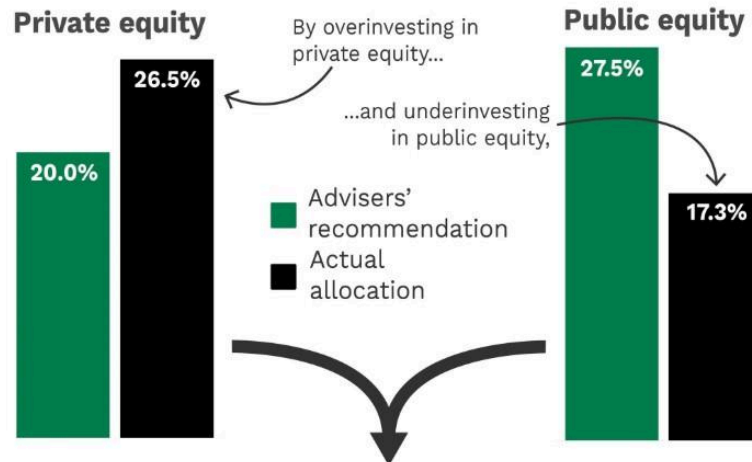 Private equity
By overinvesting in
private equity...
Public equity
20.0%
26.5%
27.5%
17.3%
...and underinvesting
in public equity,
Advisers'
recommendation
Actual
allocation